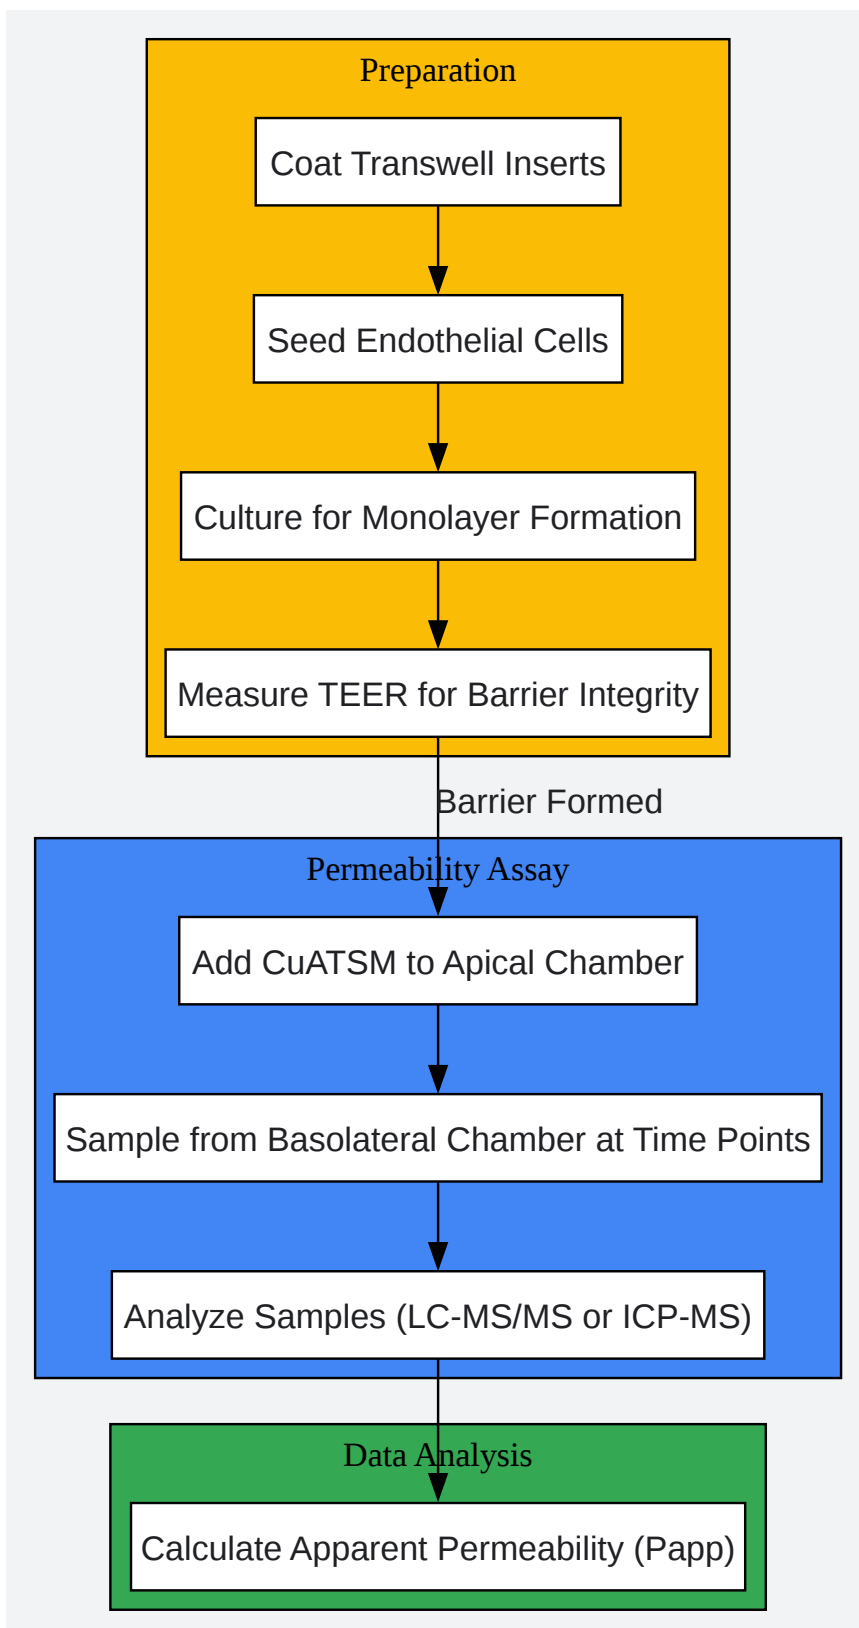 Preparation
Coat Transwell Inserts
Seed Endothelial Cells
Culture for Monolayer Formation
Measure TEER for Barrier Integrity
Barrier Formed
Permeability Assay
Add CuATSM to Apical Chamber
Sample from Basolateral Chamber at Time Points
Analyze Samples (LC-MS/MS or ICP-MS)
Data Analysis
Calculate Apparent Permeability (Papp)